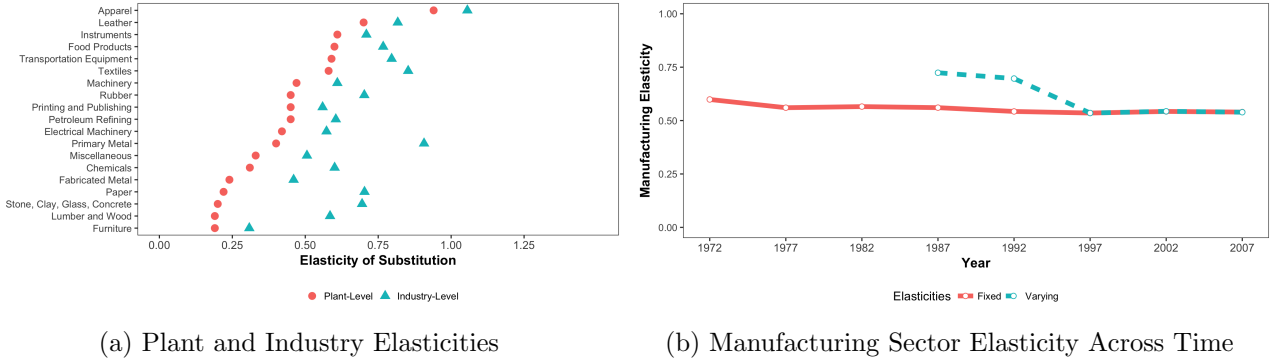 Apparel
Leather
Instruments
Food Products
Transportation Equipment
Textiles
Machinery
Rubber
Printing and Publishing
Petroleum Refining
Electrical Machinery
Primary Metal
Miscellaneous
Chemicals
Fabricated Metal
Paper
Stone, Clay, Glass, Concrete
Lumber and Wood
Furniture
0.00 0.25 0.50 0.75 1.00 1.25
Elasticity of Substitution
Plant-Level Industry-Level
(a) Plant and Industry Elasticities
Manufacturing Elasticity
1.00
0.75
0.50
0.25
0.00
1972 1977 1982 1987 1992 1997 2002 2007
Year
Elasticities Fixed Varying
(b) Manufacturing Sector Elasticity Across Time